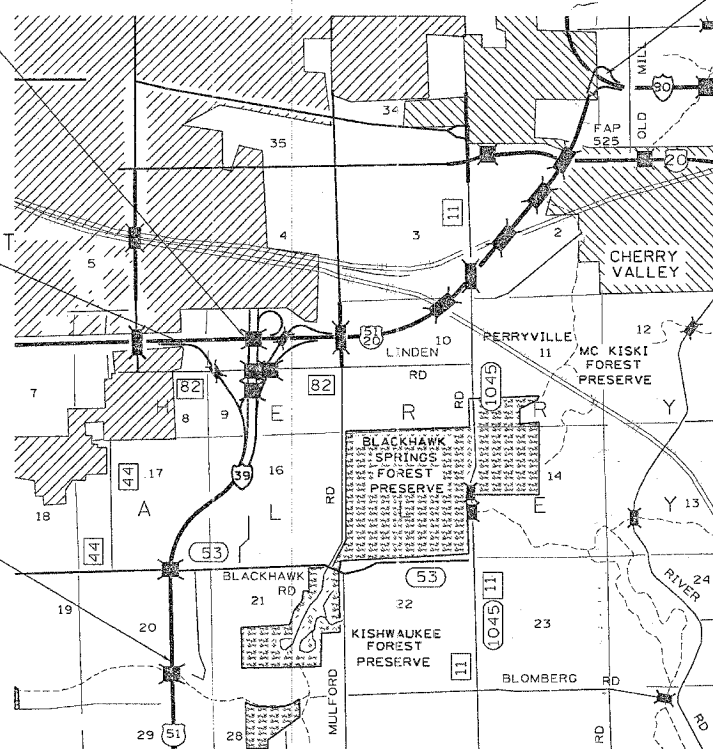 MILL
OLD
80
34
FAP
525
35
20
11
T
4
3
2
5
CHERRY
VALLEY
51
20
10
12
LINDEN
RD
PERRYVILLE
11
MC KISKI
FOREST
PRESERVE
7
82
82
1045
RD
8
9
E
R
R
Y
BLACKHAWK
SPRINGS
FOREST
PRESERVE
44
17
39
16
RD
14
18
A
L
E
Y
13
44
53
BLACKHAWK
RD
53
11
24
RIVER
19
20
21
22
1045
23
KISHWAUKEE
FOREST
PRESERVE
11
BLOMBERG RD
MULFORD
29
51
28
RD
RD